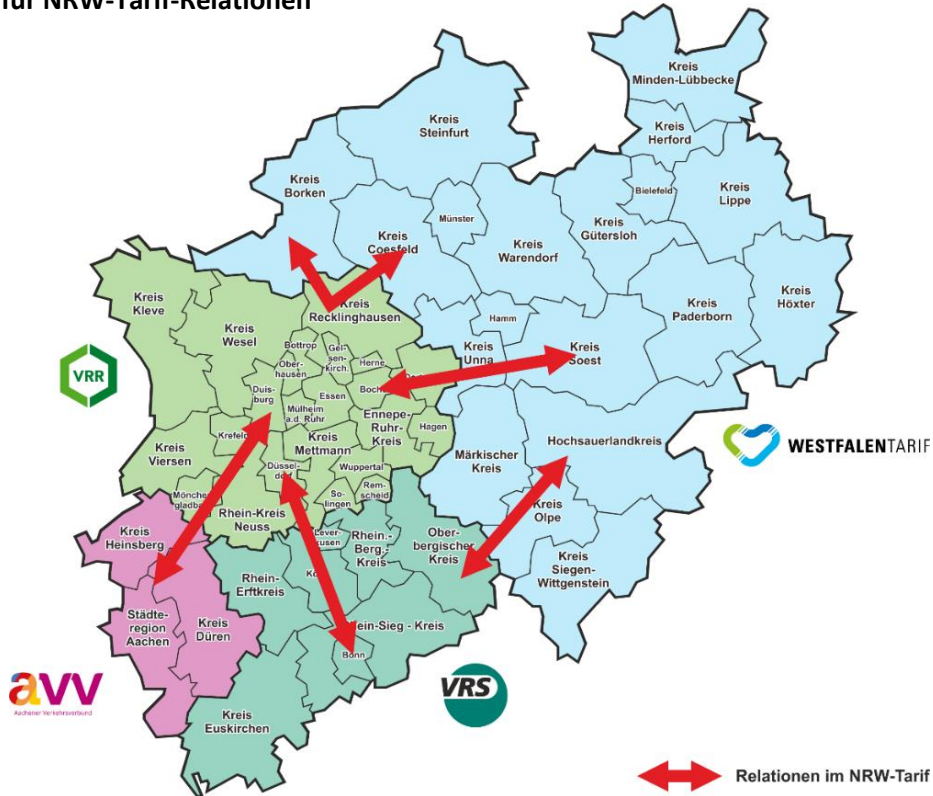 für NRW-Tarif-Relationen
Kreis
Minden-Lübbecke
Kreis
Steinfurt
Kreis
Herford
Kreis
Borken
Bielefeld
Kreis
Lippe
Münster
Kreis
Coesfeld
Kreis
Gütersloh
Kreis
Warendorf
Kreis
Höxter
Kreis
Kleve
Kreis
Recklinghausen
Kreis
Paderborn
Hamm
Kreis
Wesel
Kreis
Unna
Kreis
Soest
Bottrop
Gel-
sen-
kirch.
Herne
Ober-
hausen
VRR
Duis-
burg
Essen
Mülheim
a.d. Ruhr
Ennepe-
Ruhr-
Kreis
Hagen
Krefeld
Kreis
Mettmann
Kreis
Viersen
Märkischer
Kreis
Hochsauerlandkreis
WESTFALENTARIF
Wuppertal
Rem-
scheid
So-
lingen
Rhein-Kreis
Neuss
Kreis
Olpe
Kreis
Heinsberg
Lever-
kusen
Rhein.-
Berg.-
Kreis
Ober-
bergischer
Kreis
Kreis
Siegen-
Wittgenstein
Rhein-
Erftkreis
Städte-
region
Aachen
Kreis
Düren
ein-Sieg - Kreis
Bonn
avv
Aachener Verkehrsverbund
VRS
Kreis
Euskirchen
Relationen im NRW-Tarif